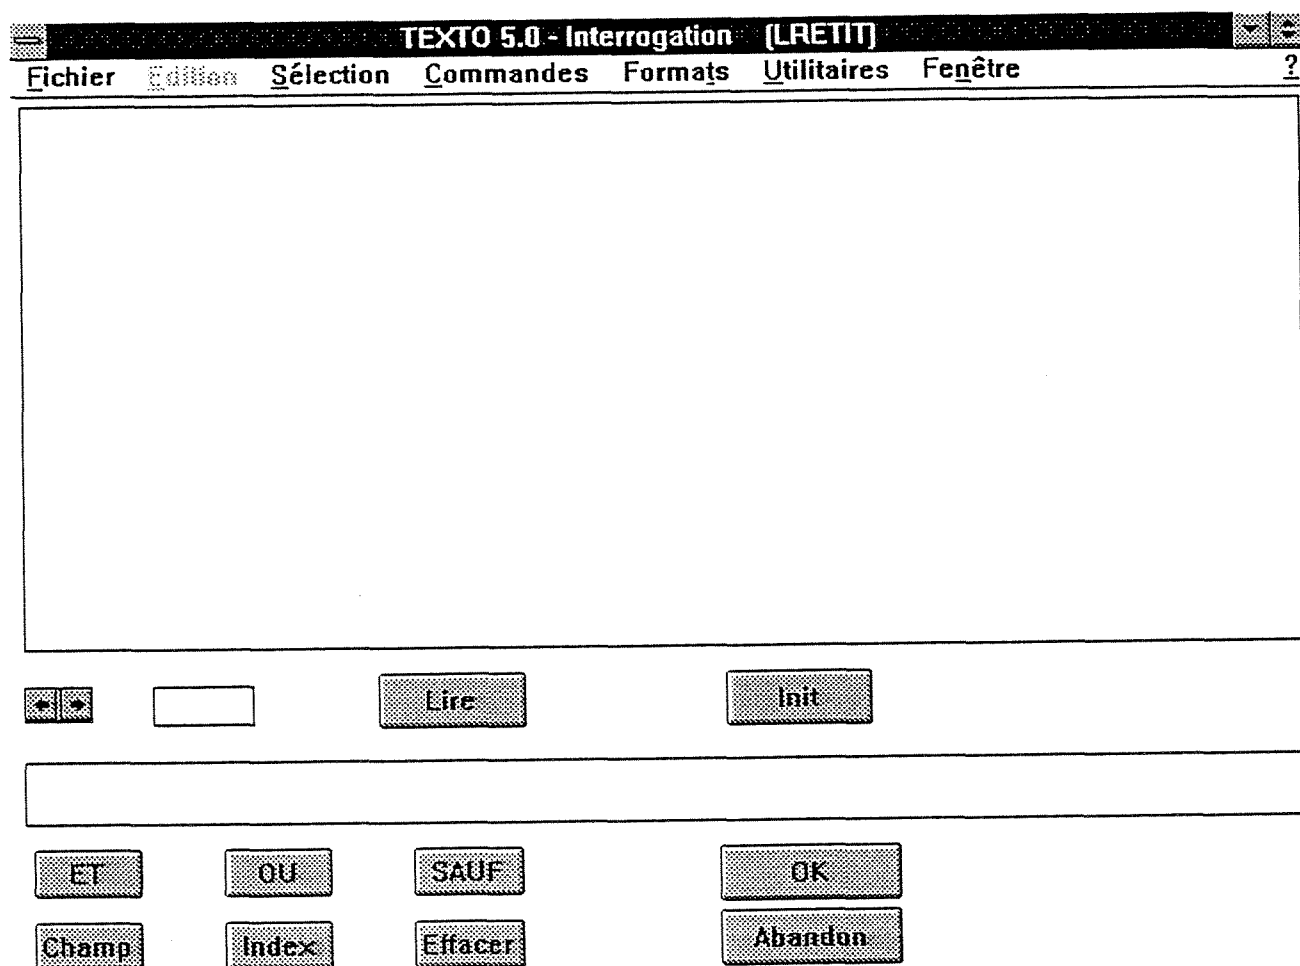 TEXTO 5.0 - Interrogation (LRETIT)
Fichier Edition Sélection Commandes Formats Utilitaires Fenêtre ?
Lire Init
ET OU SAUF OK
Champ Index Effacer Abandon